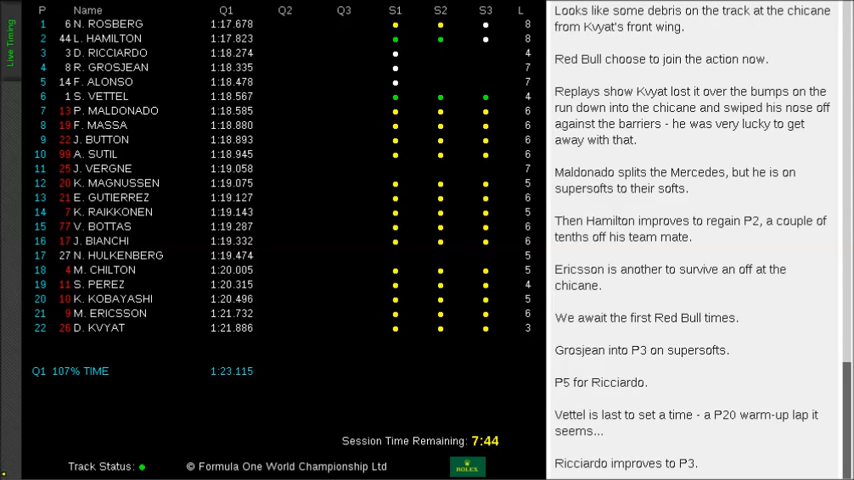 Live Timing
P Name Q1 Q2 Q3 S1 S2 S3 L
1 6 N. ROSBERG 1:17.678 8
2 44 L. HAMILTON 1:17.823 8
3 3 D. RICCIARDO 1:18.274 4
4 8 R. GROSJEAN 1:18.335 7
5 14 F. ALONSO 1:18.478 7
6 1 S. VETTEL 1:18.567 4
7 13 P. MALDONADO 1:18.585 6
8 19 F. MASSA 1:18.880 6
9 22 J. BUTTON 1:18.893 6
10 99 A. SUTIL 1:18.945 6
11 25 J. VERGNE 1:19.058 7
12 20 K. MAGNUSSEN 1:19.075 5
13 21 E. GUTIERREZ 1:19.127 6
14 7 K. RAIKKONEN 1:19.143 5
15 77 V. BOTTAS 1:19.287 6
16 17 J. BIANCHI 1:19.332 6
17 27 N. HULKENBERG 1:19.474 5
18 4 M. CHILTON 1:20.005 5
19 11 S. PEREZ 1:20.315 4
20 10 K. KOBAYASHI 1:20.496 5
21 9 M. ERICSSON 1:21.732 6
22 26 D. KVYAT 1:21.886 3
Q1 107% TIME 1:23.115
Session Time Remaining: 7:44
Track Status: © Formula One World Championship Ltd
ROLEX
Looks like some debris on the track at the chicane
from Kvyat's front wing.
Red Bull choose to join the action now.
Replays show Kvyat lost it over the bumps on the
run down into the chicane and swiped his nose off
against the barriers - he was very lucky to get
away with that.
Maldonado splits the Mercedes, but he is on
supersofts to their softs.
Then Hamilton improves to regain P2, a couple of
tenths off his team mate.
Ericsson is another to survive an off at the
chicane.
We await the first Red Bull times.
Grosjean into P3 on supersofts.
P5 for Ricciardo.
Vettel is last to set a time - a P20 warm-up lap it
seems...
Ricciardo improves to P3.